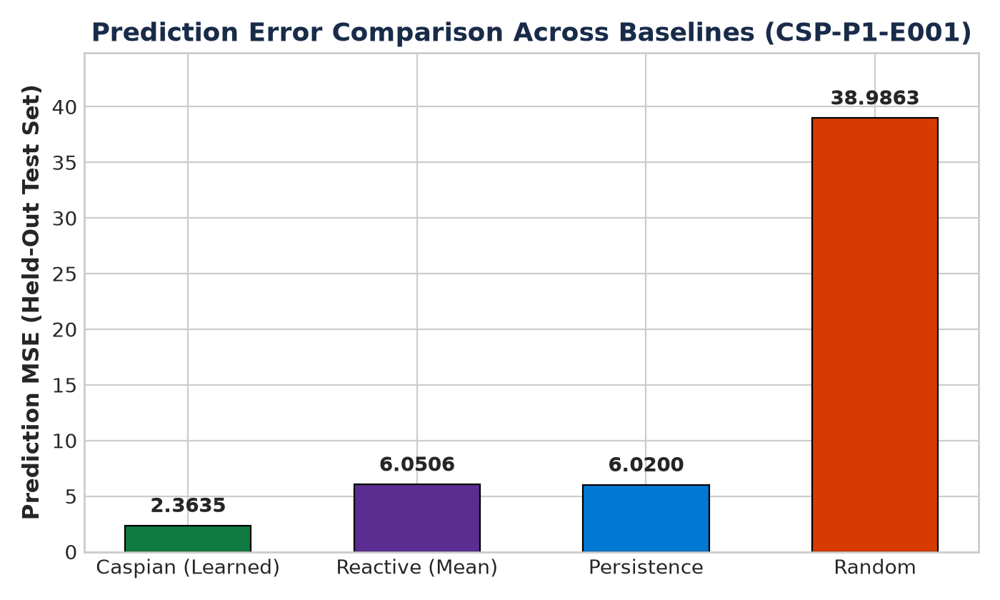 Prediction Error Comparison Across Baselines (CSP-P1-E001)
Prediction MSE (Held-Out Test Set)
40
35
30
25
20
15
10
5
0
38.9863
6.0506
6.0200
2.3635
Caspian (Learned)
Reactive (Mean)
Persistence
Random